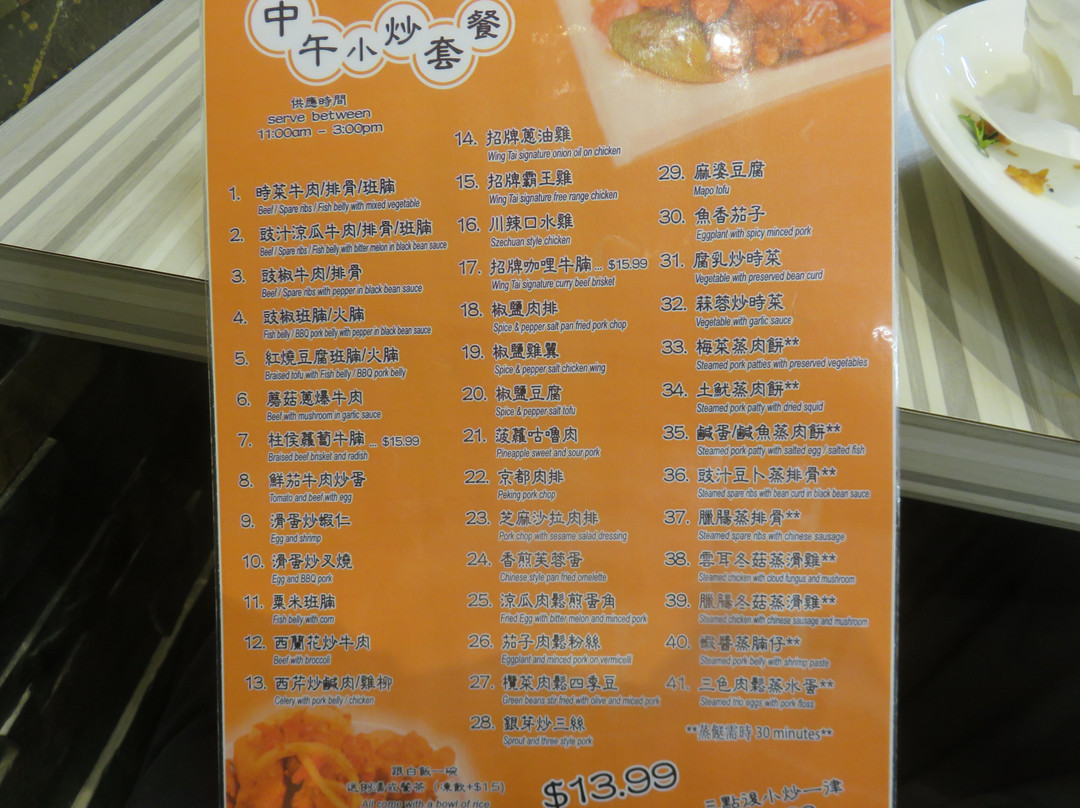 中午小炒套餐
供應時間
serve between
11:00am - 3:00pm
1. 時菜牛肉/排骨/班腩
Beef / Spare ribs / Fish belly with mixed vegetable
2. 豉汁涼瓜牛肉/排骨/班腩
Beef / Spare ribs / Fish belly with bitter melon in black bean sauce
3. 豉椒牛肉/排骨
Beef / Spare ribs with pepper in black bean sauce
4. 豉椒班腩/火腩
Fish belly / BBQ pork belly with pepper in black bean sauce
5. 紅燒豆腐班腩/火腩
Braised tofu with Fish belly / BBQ pork belly
6. 蘑菇蔥爆牛肉
Beef with mushroom in garlic sauce
7. 柱侯蘿蔔牛腩... $15.99
Braised beef brisket and radish
8. 鮮茄牛肉炒蛋
Tomato and beef with egg
9. 滑蛋炒蝦仁
Egg and shrimp
10. 滑蛋炒叉燒
Egg and BBQ pork
11. 粟米班腩
Fish belly with corn
12. 西蘭花炒牛肉
Beef with broccoli
13. 西芹炒鹹肉/雞柳
Celery with pork belly / chicken
14. 招牌蔥油雞
Wing Tai signature onion oil on chicken
15. 招牌霸王雞
Wing Tai signature free range chicken
16. 川辣口水雞
Szechuan style chicken
17. 招牌咖哩牛腩... $15.99
Wing Tai signature curry beef brisket
18. 椒鹽肉排
Spice & pepper salt pan fried pork chop
19. 椒鹽雞翼
Spice & pepper salt chicken wing
20. 椒鹽豆腐
Spice & pepper salt tofu
21. 菠蘿咕嚕肉
Pineapple sweet and sour pork
22. 京都肉排
Peking pork chop
23. 芝麻沙拉肉排
Pork chop with sesame salad dressing
24. 香煎芙蓉蛋
Chinese style pan fried omelette
25. 涼瓜肉鬆煎蛋角
Fried Egg with bitter melon and minced pork
26. 茄子肉鬆粉絲
Eggplant and minced pork on vermicelli
27. 欖菜肉鬆四季豆
Green beans stir fried with olive and miced pork
28. 銀芽炒三絲
Sprout and three style pork
29. 麻婆豆腐
Mapo tofu
30. 魚香茄子
Eggplant with spicy minced pork
31. 腐乳炒時菜
Vegetable with preserved bean curd
32. 蒜蓉炒時菜
Vegetable with garlic sauce
33. 梅菜蒸肉餅**
Steamed pork patties with preserved vegetables
34. 土魷蒸肉餅**
Steamed pork patty with dried squid
35. 鹹蛋/鹹魚蒸肉餅**
Steamed pork patty with salted egg / salted fish
36. 豉汁豆卜蒸排骨**
Steamed spare ribs with bean curd in black bean sauce
37. 臘腸蒸排骨**
Steamed spare ribs with chinese sausage
38. 雲耳冬菇蒸滑雞**
Steamed chicken with cloud fungus and mushroom
39. 臘腸冬菇蒸滑雞**
Steamed chicken with chinese sausage and mushroom
40. 蝦醬蒸腩仔**
Steamed pork belly with shrimp paste
41. 三色肉鬆蒸水蛋**
Steamed trio eggs with pork floss
**蒸飯需時 30 minutes**
跟白飯一碗
送例湯或餐茶 (凍飲+$1.5)
All come with a bowl of rice
$13.99
三點後小炒一律